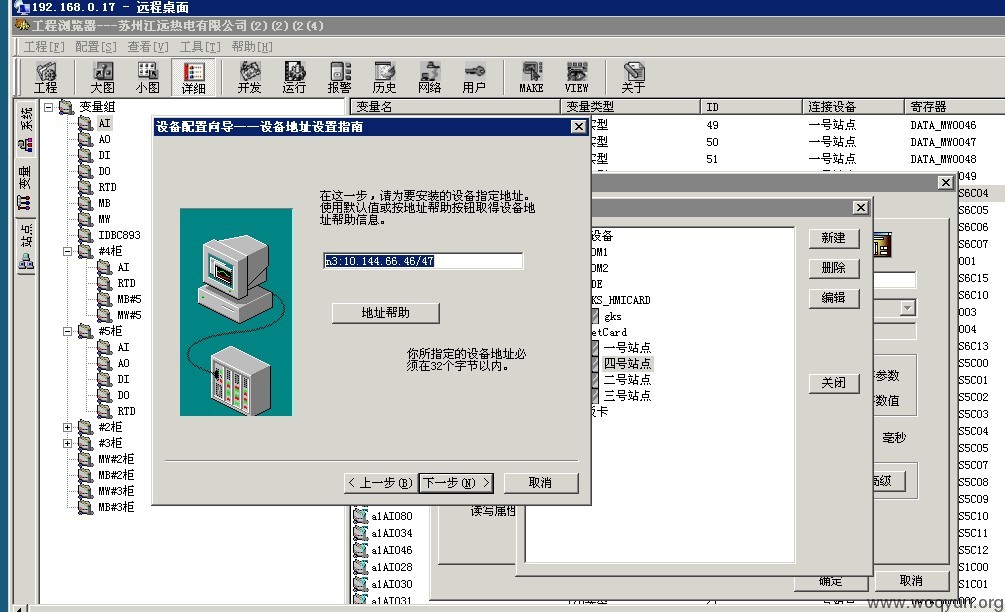 192.168.0.17 - 远程桌面
工程浏览器---苏州江远热电有限公司(2)(2)(2(4)
工程[F] 配置[S] 查看[V] 工具[T] 帮助[H]
工程 大图 小图 详细 开发 运行 报警 历史 网络 用户 MAKE VIEW 关于
系统
变量
站点
变量组
AI
AO
DI
DO
RTD
MB
MW
IDBC893
#4柜
AI
RTD
MB#5
MW#5
#5柜
AI
AO
DI
DO
RTD
#2柜
#3柜
MW#2柜
MB#2柜
MW#3柜
MB#3柜
变量名 变量类型 ID 连接设备 寄存器
实型 49 一号站点 DATA_MW0046
实型 50 一号站点 DATA_MW0047
实型 51 一号站点 DATA_MW0048
049
S6C04
S6C05
S6C06
S6C07
001
S6C15
S6C10
003
004
S6C13
S5C00
S5C01
S5C02
S5C03
S5C04
S5C05
S5C07
S5C08
S5C09
S5C10
S5C11
S5C12
S1C00
S1C01
设备配置向导——设备地址设置指南
在这一步，请为要安装的设备指定地址。
使用默认值或按地址帮助按钮取得设备地
址帮助信息。
n3:10.144.66.46/47
地址帮助
你所指定的设备地址必
须在32个字节以内。
< 上一步(B) 下一步(N) > 取消
设备
OM1
OM2
DE
KS_HMICARD
gks
etCard
一号站点
四号站点
二号站点
三号站点
板卡
新建
删除
编辑
关闭
参数
数值
毫秒
高级
读写属性
确定 取消
a1AI080
a1AI034
a1AI046
a1AI028
a1AI030
a1AI031
www.wooyun.org